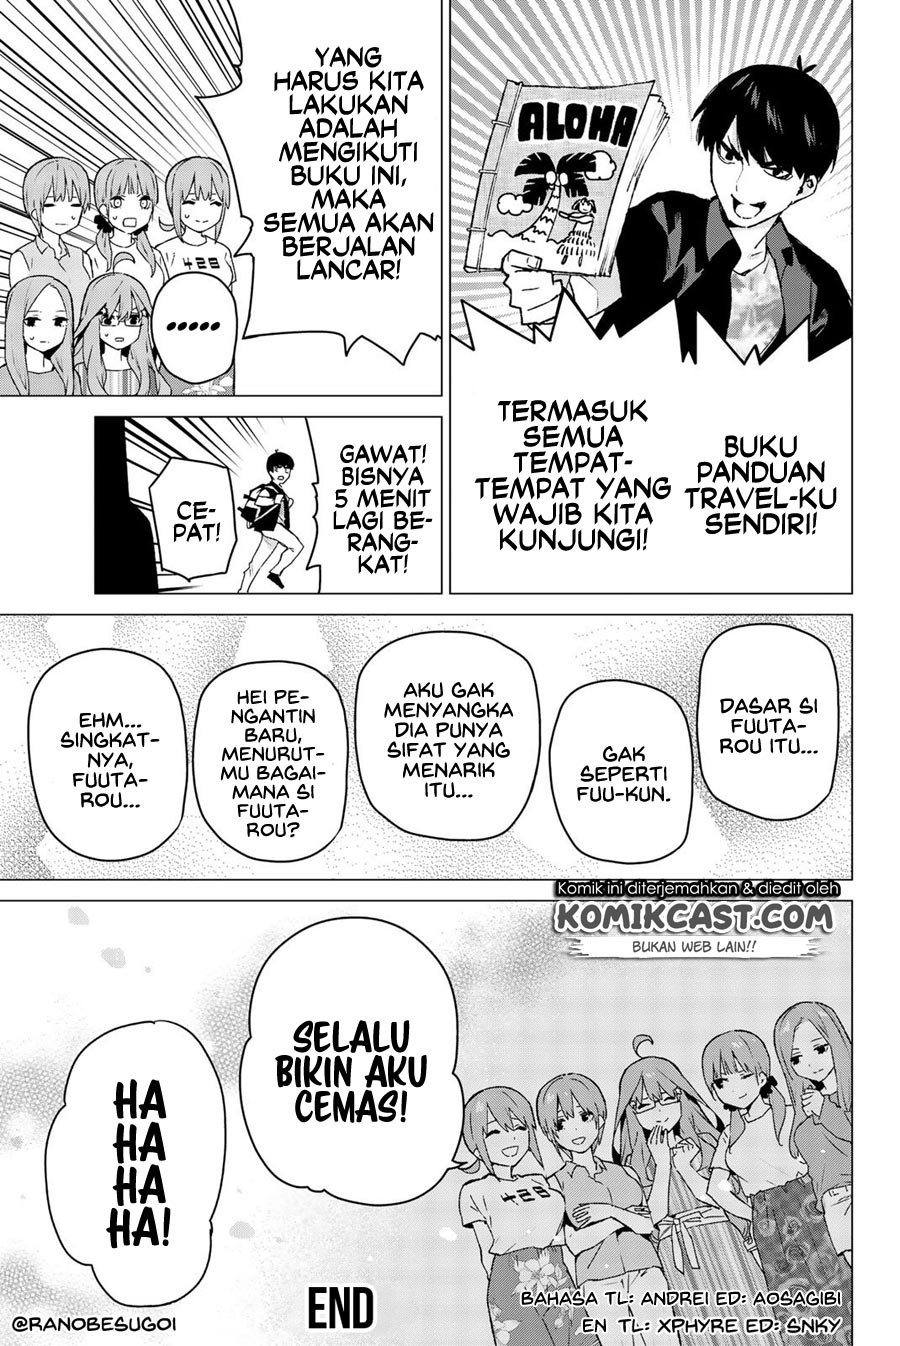 ALOHA
BUKU
PANDUAN
TRAVEL-KU
SENDIRI!
TERMASUK
SEMUA
TEMPAT-
TEMPAT YANG
WAJIB KITA
KUNJUNGI!
YANG
HARUS KITA
LAKUKAN
ADALAH
MENGIKUTI
BUKU INI,
MAKA
SEMUA AKAN
BERJALAN
LANCAR!
428
.....
GAWAT!
BISNYA
5 MENIT
LAGI BE-
RANG-
KAT!
CE-
PAT!
DASAR SI
FUUTA-
ROU ITU...
GAK
SEPERTI
FUU-KUN.
AKU GAK
MENYANGKA
DIA PUNYA
SIFAT YANG
MENARIK
ITU...
HEI PE-
NGANTIN
BARU,
MENURUT-
MU BAGAI-
MANA SI
FUUTA-
ROU?
EHM...
SINGKAT-
NYA,
FUUTA-
ROU...
Komik ini diterjemahkan & diedit oleh
KOMIKCAST.COM
BUKAN WEB LAIN!!
SELALU
BIKIN AKU
CEMAS!
HA
HA
HA
HA!
428
END
@RANOBESUGOI
BAHASA TL: ANDREI ED: AOSAGIBI
EN TL: XPHYRE ED: SNKY